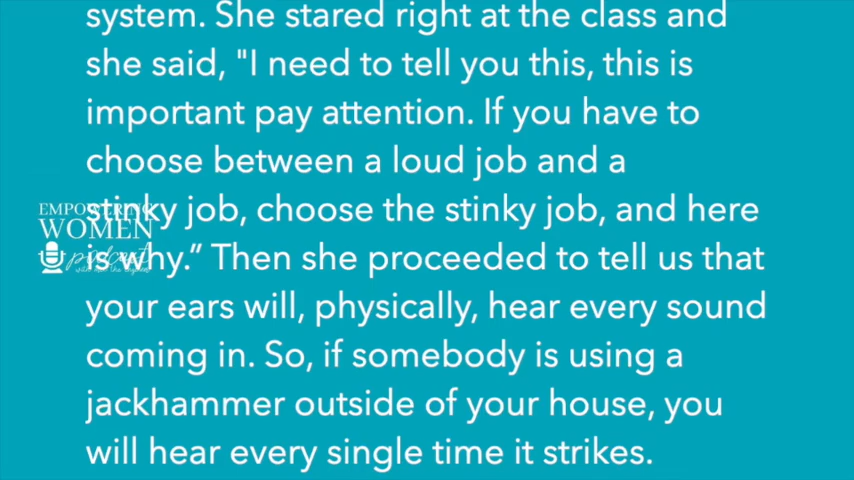 system. She stared right at the class and
she said, "I need to tell you this, this is
important pay attention. If you have to
choose between a loud job and a
stinky job, choose the stinky job, and here
is why.” Then she proceeded to tell us that
your ears will, physically, hear every sound
coming in. So, if somebody is using a
jackhammer outside of your house, you
will hear every single time it strikes.
EMPOWERING
WOMEN
podcast